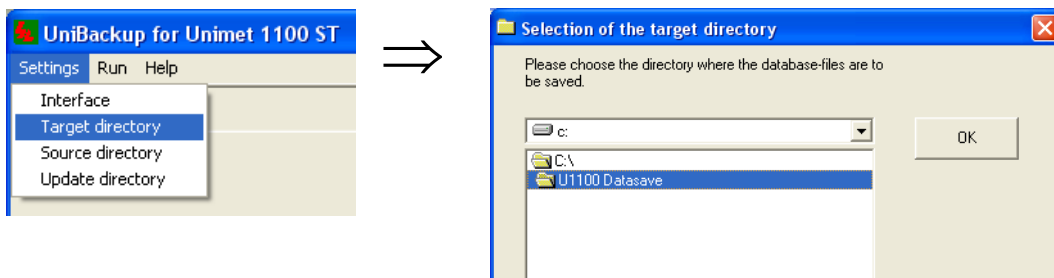 UniBackup for Unimet 1100 ST
Settings Run Help
Interface
Target directory
Source directory
Update directory
⇒
Selection of the target directory
Please choose the directory where the database-files are to
be saved.
c:
OK
C:\
U1100 Datasave